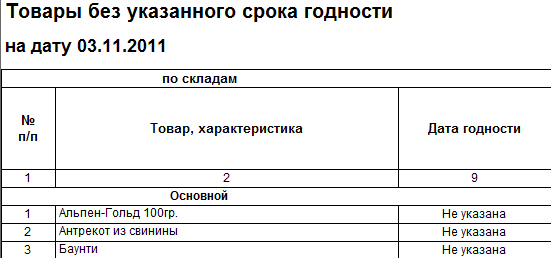 Товары без указанного срока годности
на дату 03.11.2011
по складам
№ п/п Товар, характеристика Дата годности
1 2 9
Основной
1 Альпен-Гольд 100гр. Не указана
2 Антрекот из свинины Не указана
3 Баунти Не указана